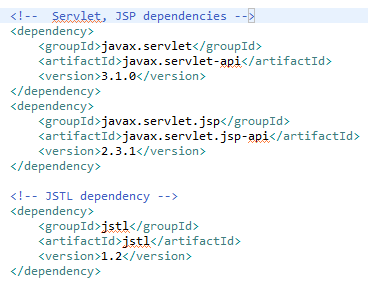 <!--  Servlet, JSP dependencies -->
<dependency>
    <groupId>javax.servlet</groupId>
    <artifactId>javax.servlet-api</artifactId>
    <version>3.1.0</version>
</dependency>
<dependency>
    <groupId>javax.servlet.jsp</groupId>
    <artifactId>javax.servlet.jsp-api</artifactId>
    <version>2.3.1</version>
</dependency>

<!-- JSTL dependency -->
<dependency>
    <groupId>jstl</groupId>
    <artifactId>jstl</artifactId>
    <version>1.2</version>
</dependency>